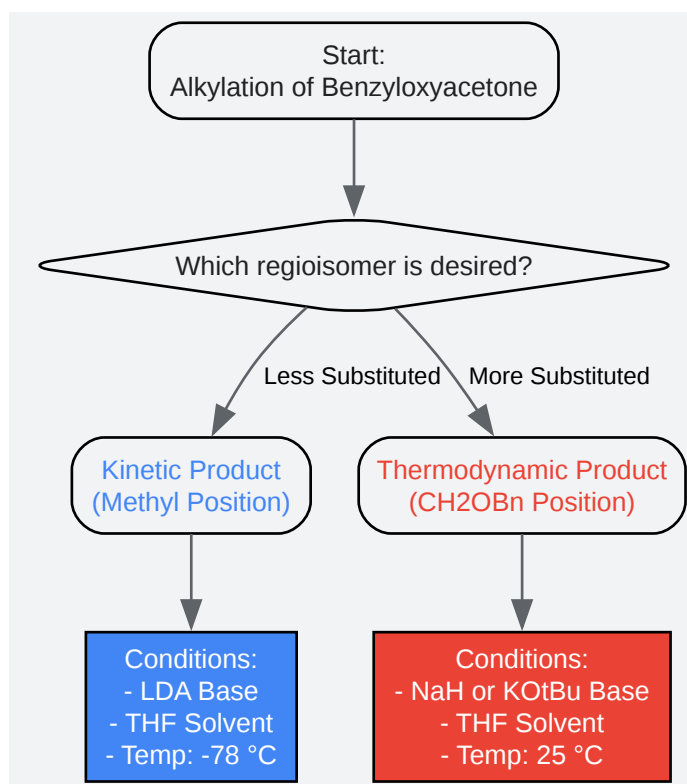 Start:
Alkylation of Benzyloxyacetone
Which regioisomer is desired?
Less Substituted
More Substituted
Kinetic Product
(Methyl Position)
Thermodynamic Product
(CH2OBn Position)
Conditions:
- LDA Base
- THF Solvent
- Temp: -78 °C
Conditions:
- NaH or KOtBu Base
- THF Solvent
- Temp: 25 °C